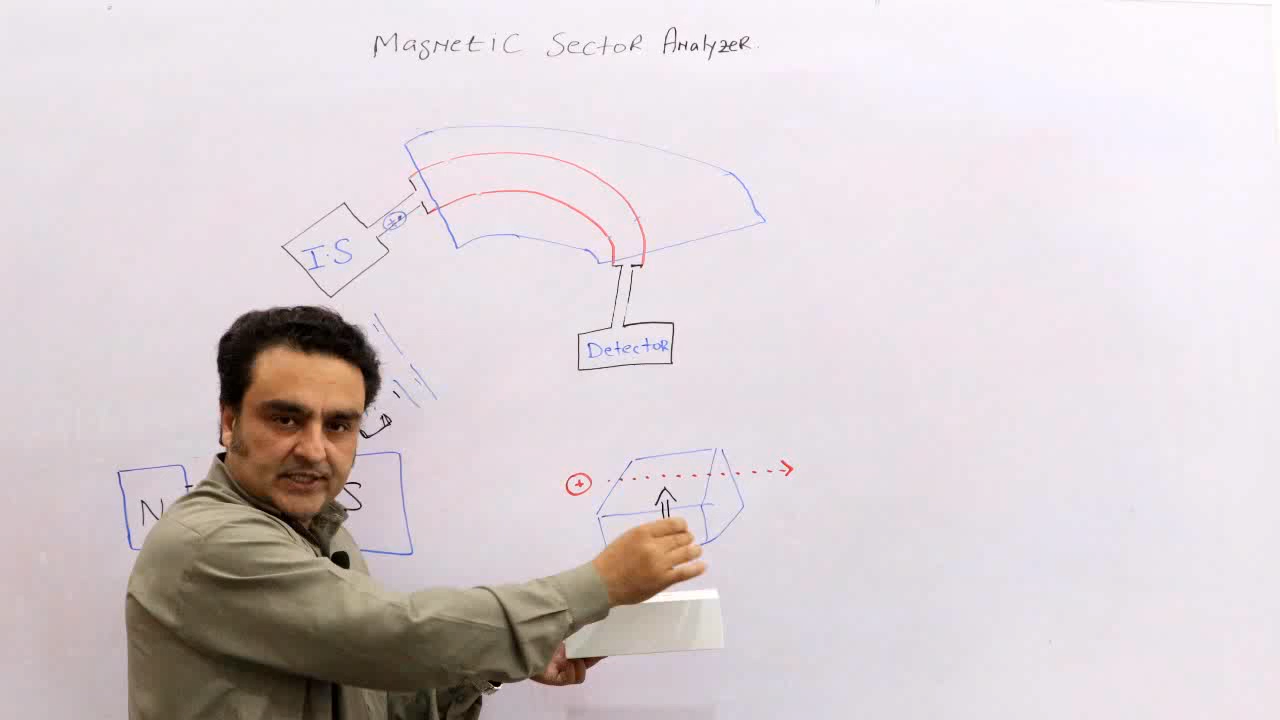 MagNetiC SectoR ANalyzeR.
+
I.S
DetectoR
+
N
S